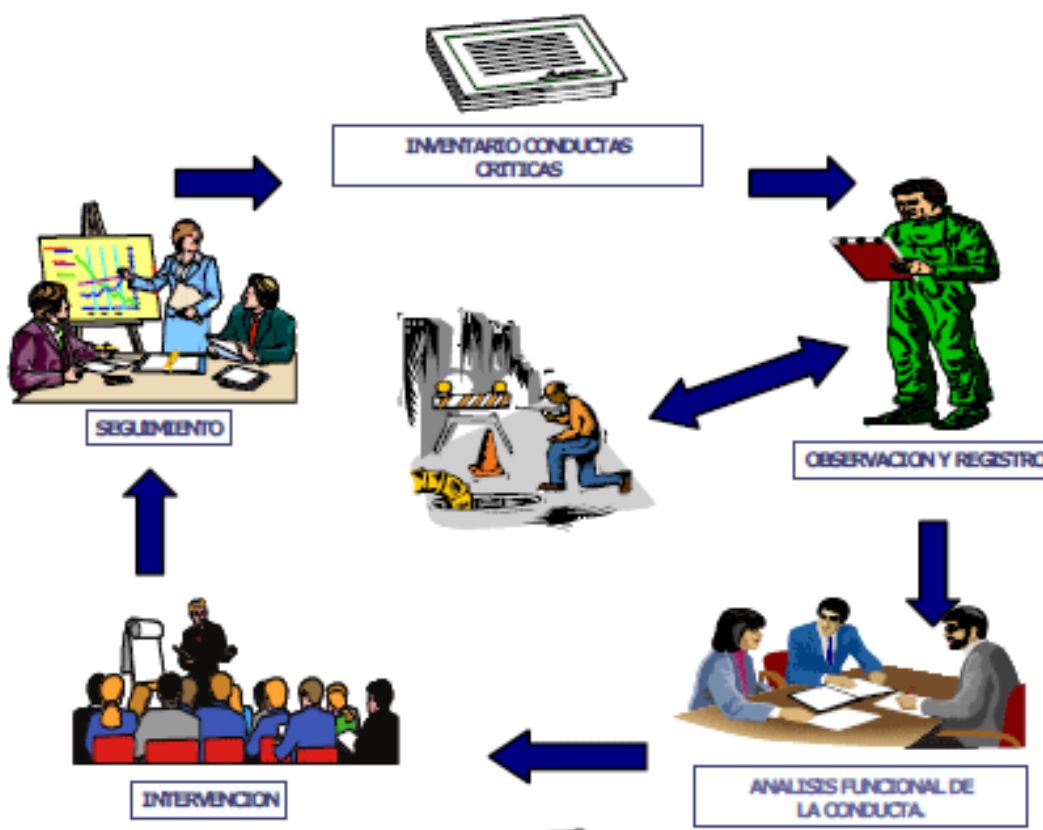 INVENTARIO CONDUCTAS
CRITICAS
SEGUIMIENTO
OBSERVACION Y REGISTRO
INTERVENCION
ANALISIS FUNCIONAL DE
LA CONDUCTA.